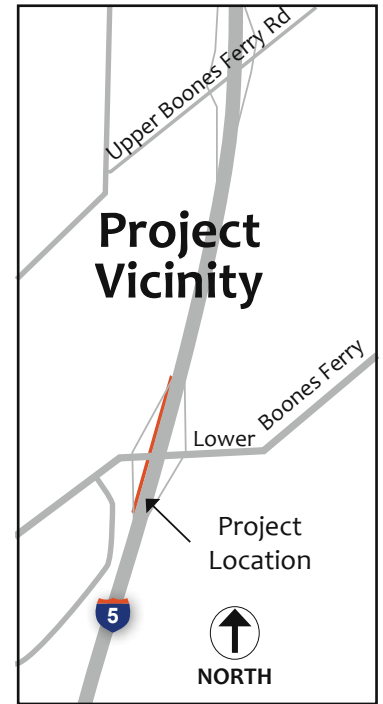 Upper Boones Ferry Rd
Project
Vicinity
Boones Ferry
Lower
Project
Location
5
NORTH